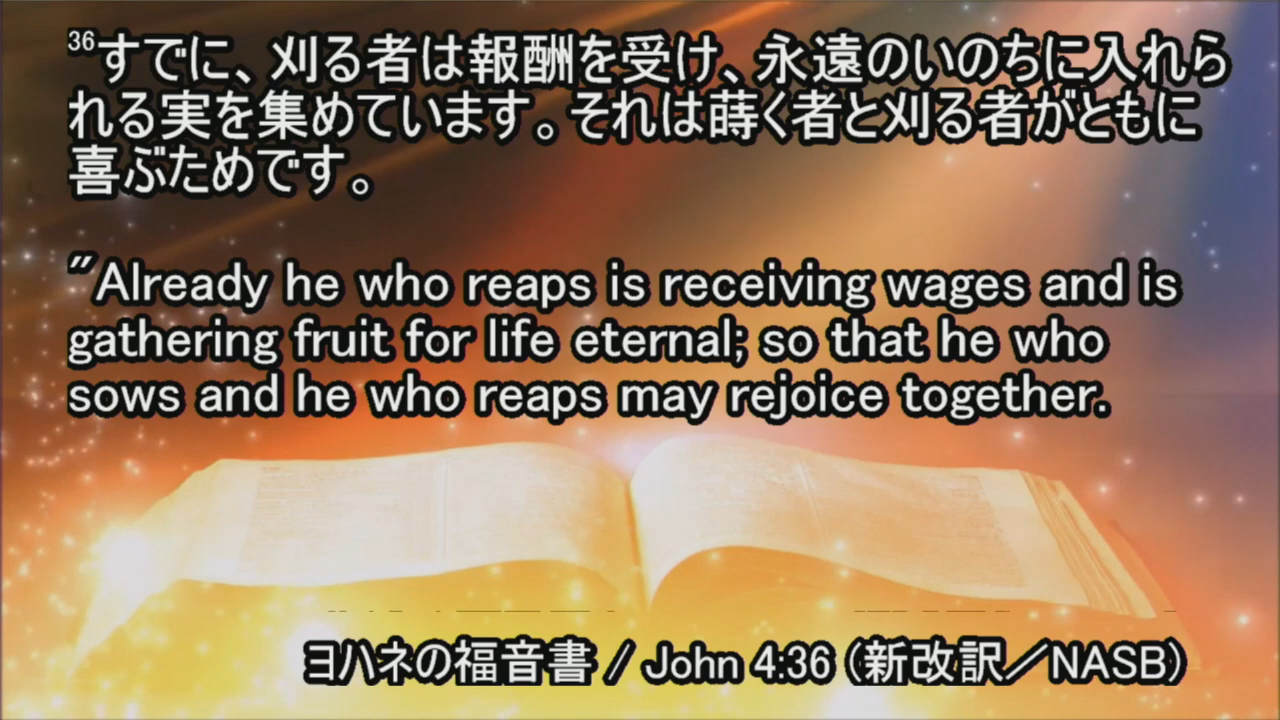 36すでに、刈る者は報酬を受け、永遠のいのちに入れら
れる実を集めています。それは蒔く者と刈る者がともに
喜ぶためです。
"Already he who reaps is receiving wages and is
gathering fruit for life eternal; so that he who
sows and he who reaps may rejoice together.
ヨハネの福音書 / John 4:36 (新改訳／NASB)